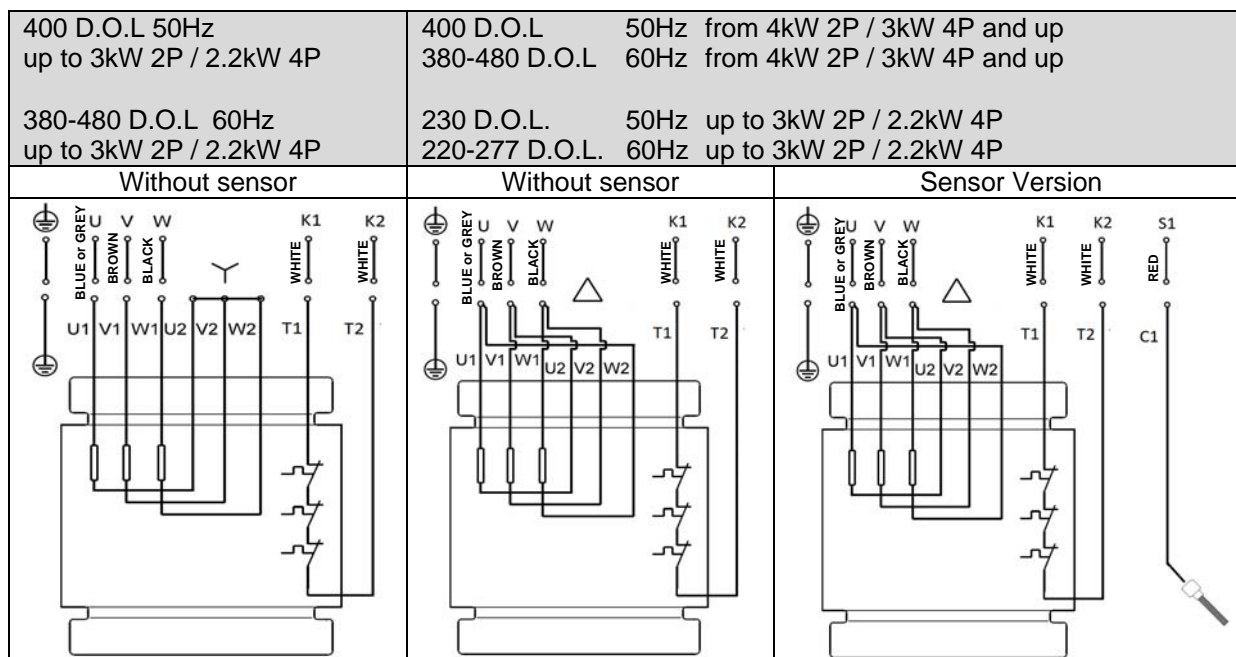 400 D.O.L 50Hz
up to 3kW 2P / 2.2kW 4P
380-480 D.O.L 60Hz
up to 3kW 2P / 2.2kW 4P
400 D.O.L 50Hz from 4kW 2P / 3kW 4P and up
380-480 D.O.L 60Hz from 4kW 2P / 3kW 4P and up
230 D.O.L. 50Hz up to 3kW 2P / 2.2kW 4P
220-277 D.O.L. 60Hz up to 3kW 2P / 2.2kW 4P
Without sensor
Without sensor
Sensor Version
U V W K1 K2
BLUE or GREY
BROWN
BLACK
WHITE
WHITE
U1 V1 W1 U2 V2 W2 T1 T2
U V W K1 K2
BLUE or GREY
BROWN
BLACK
WHITE
WHITE
U1 V1 W1 U2 V2 W2 T1 T2
U V W K1 K2 S1
BLUE or GREY
BROWN
BLACK
WHITE
WHITE
RED
U1 V1 W1 U2 V2 W2 T1 T2 C1